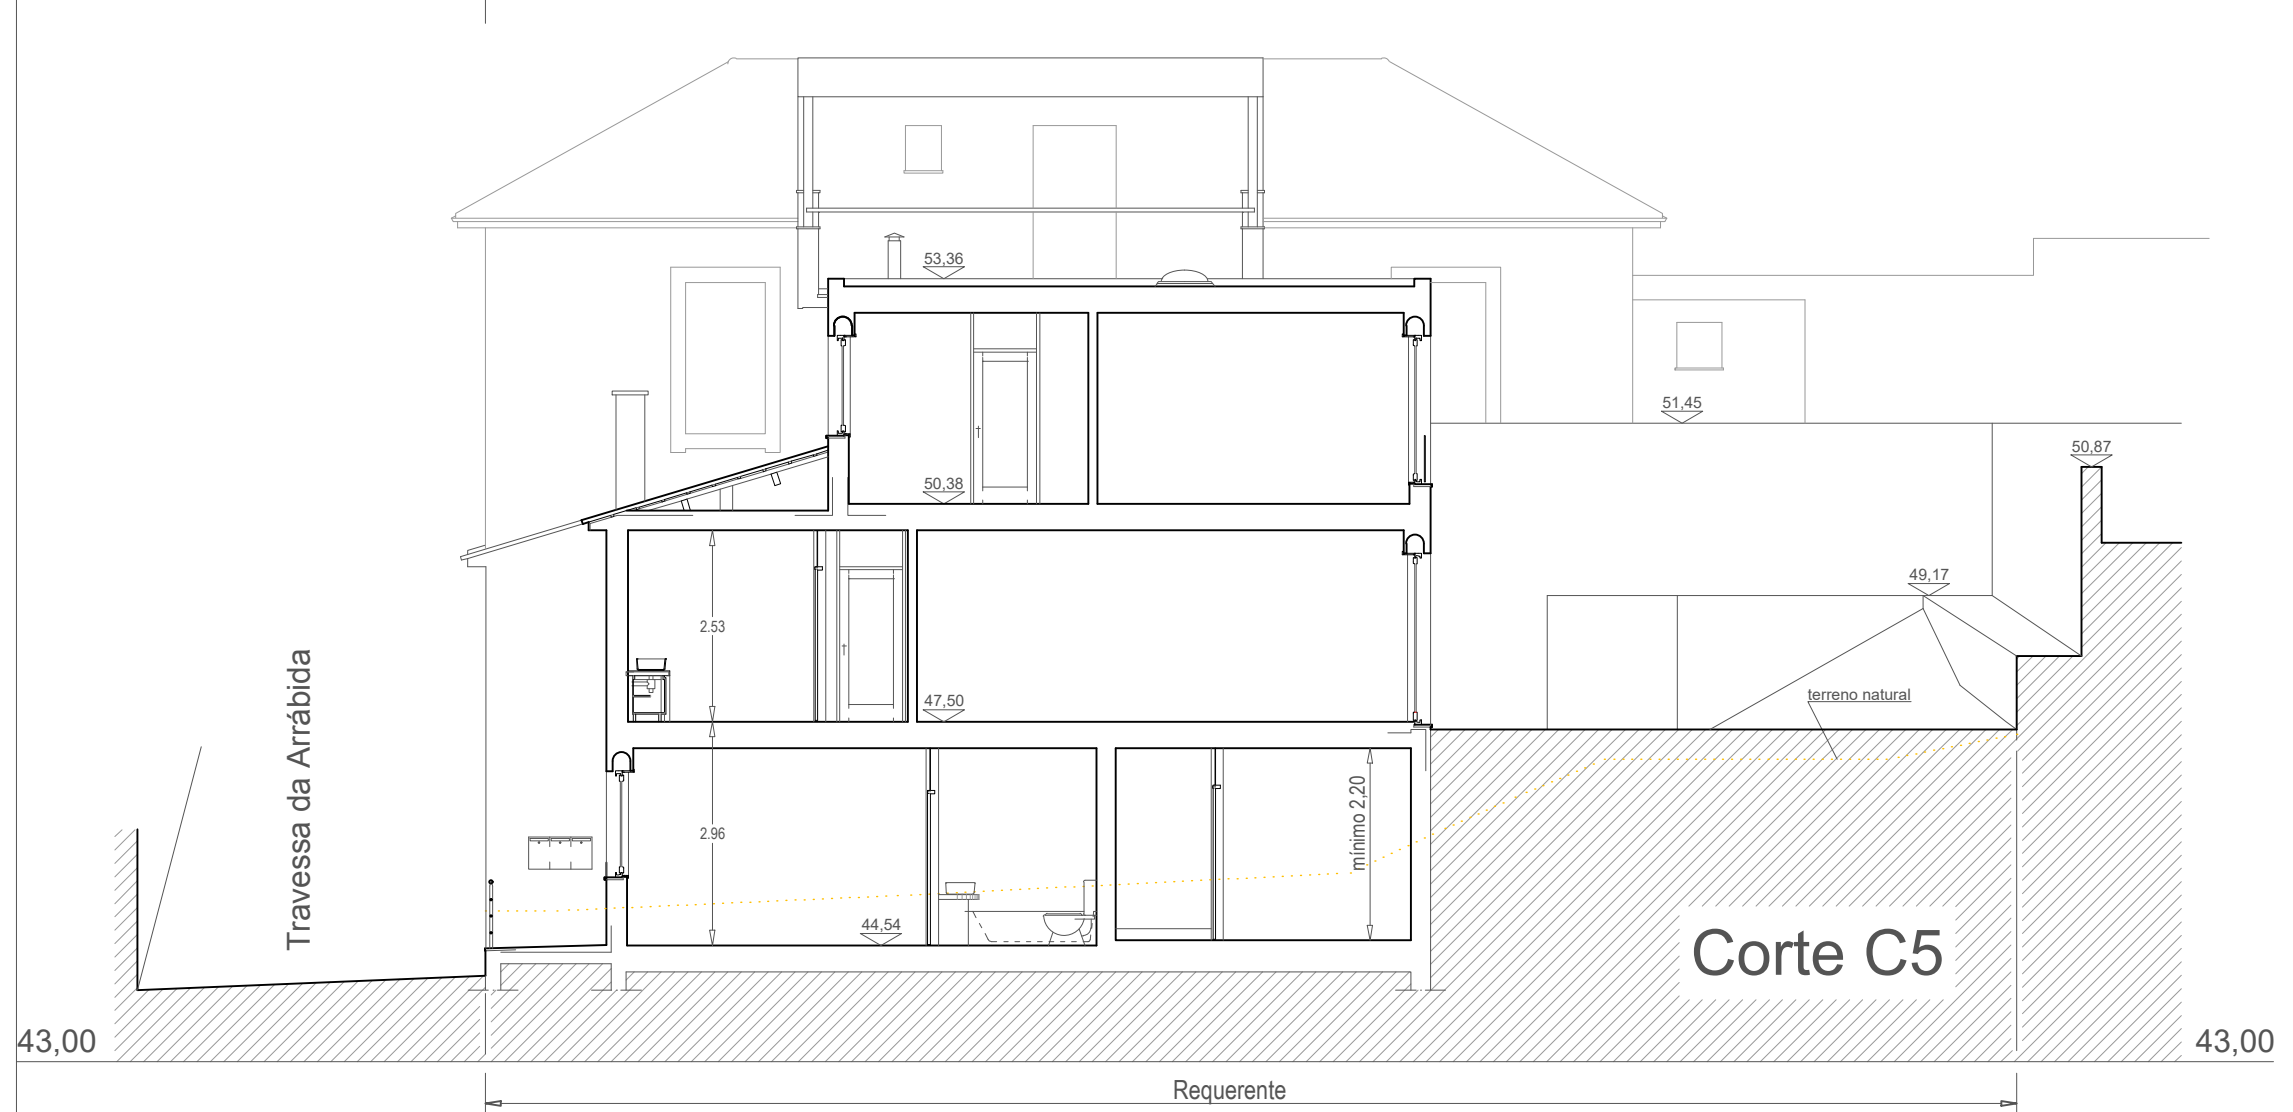 53,36
51,45
50,87
50,38
49,17
2.53
Travessa da Arrábida
47,50
terreno natural
mínimo 2,20
2.96
44,54
Corte C5
43,00
43,00
Requerente